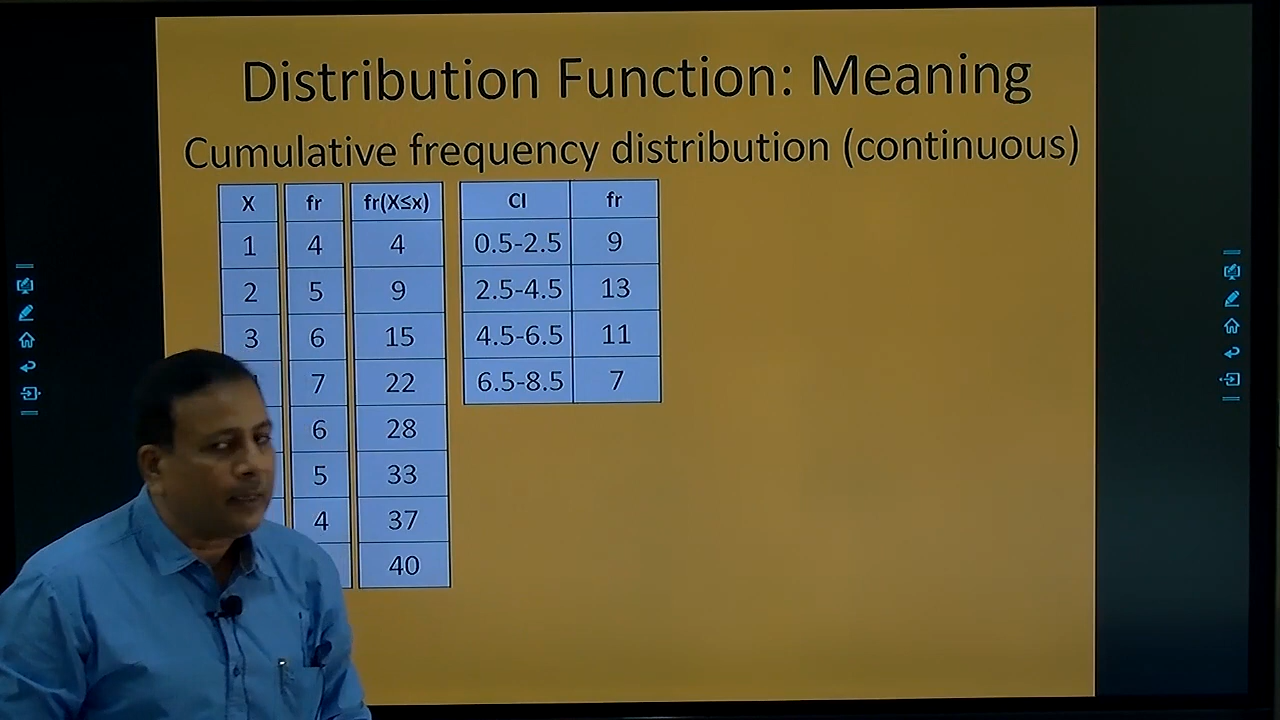 Distribution Function: Meaning
Cumulative frequency distribution (continuous)
X fr fr(X≤x) CI fr
1 4 4 0.5-2.5 9
2 5 9 2.5-4.5 13
3 6 15 4.5-6.5 11
7 22 6.5-8.5 7
6 28
5 33
4 37
40